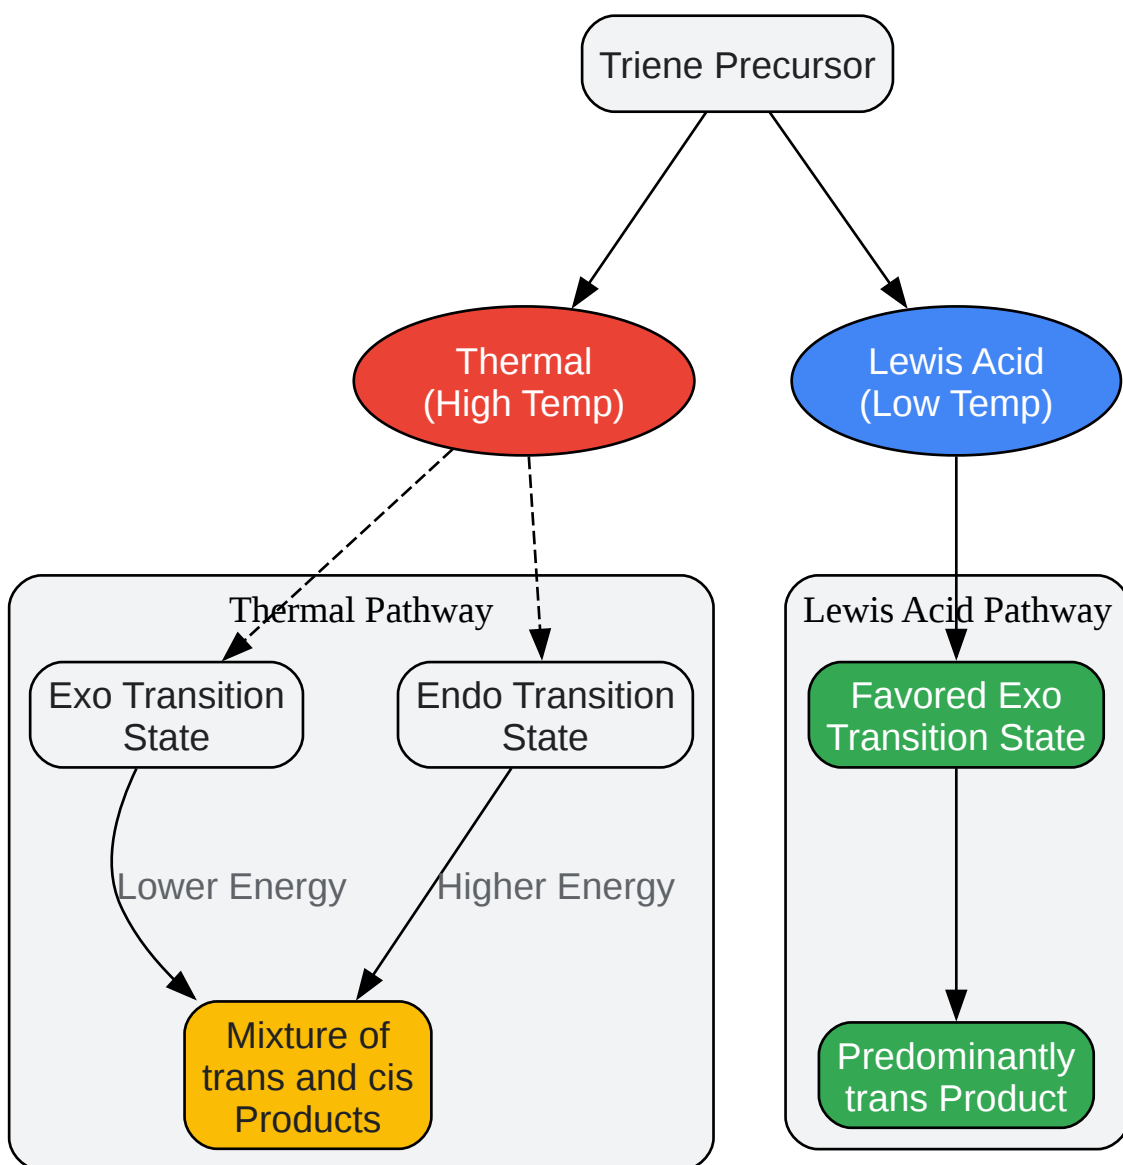 Triene Precursor
Thermal
(High Temp)
Lewis Acid
(Low Temp)
Thermal Pathway
Exo Transition
State
Endo Transition
State
Lower Energy
Higher Energy
Mixture of
trans and cis
Products
Lewis Acid Pathway
Favored Exo
Transition State
Predominantly
trans Product